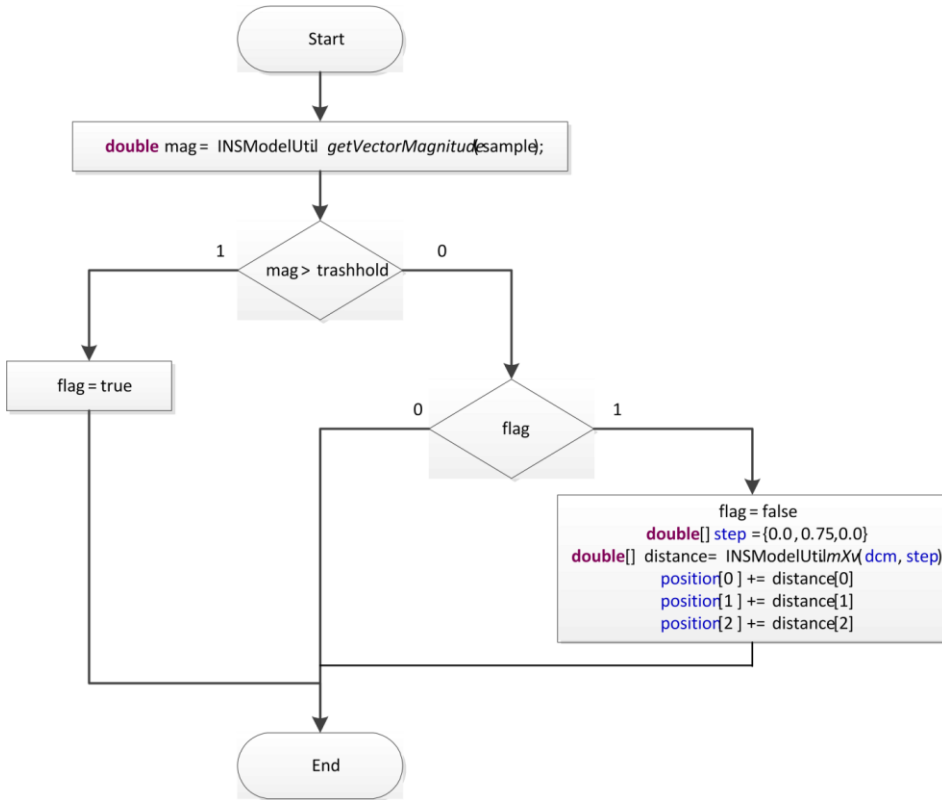 Start
double mag = INSModelUtil getVectorMagnitude(sample);
mag > trashhold
1
0
flag = true
flag
0
1
flag = false
double[] step ={0.0, 0.75,0.0}
double[] distance= INSModelUtilmXv(dcm, step)
position[0 ] += distance[0]
position[1 ] += distance[1]
position[2 ] += distance[2]
End